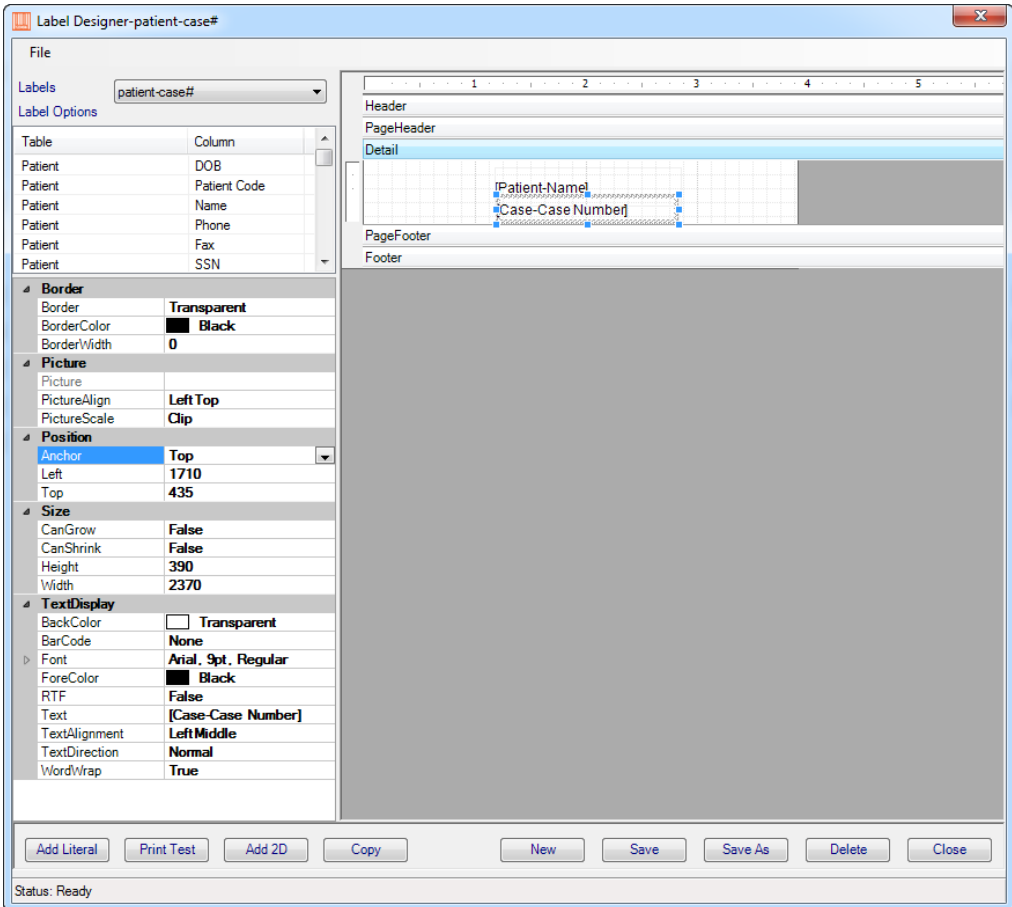 Label Designer-patient-case#
x
File
Labels
patient-case#
Label Options
Table Column
Patient DOB
Patient Patient Code
Patient Name
Patient Phone
Patient Fax
Patient SSN
1 2 3 4 5
Header
PageHeader
Detail
[Patient-Name]
[Case-Case Number]
PageFooter
Footer
Border
Border Transparent
BorderColor Black
BorderWidth 0
Picture
Picture
PictureAlign LeftTop
PictureScale Clip
Position
Anchor Top
Left 1710
Top 435
Size
CanGrow False
CanShrink False
Height 390
Width 2370
TextDisplay
BackColor Transparent
BarCode None
Font Arial, 9pt, Regular
ForeColor Black
RTF False
Text [Case-Case Number]
TextAlignment LeftMiddle
TextDirection Normal
WordWrap True
Add Literal Print Test Add 2D Copy New Save Save As Delete Close
Status: Ready